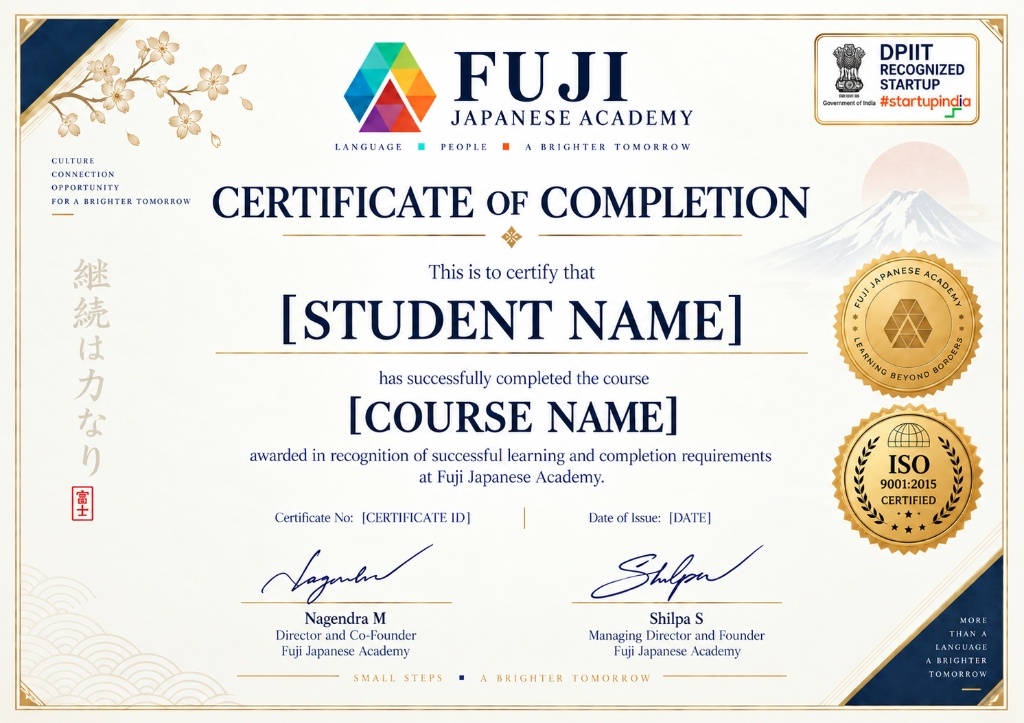 FUJI
JAPANESE ACADEMY
LANGUAGE ■ PEOPLE ■ A BRIGHTER TOMORROW
Government of India
DPIIT
RECOGNIZED
STARTUP
#startupindia
CULTURE
CONNECTION
OPPORTUNITY
FOR A BRIGHTER TOMORROW
CERTIFICATE OF COMPLETION
This is to certify that
[STUDENT NAME]
has successfully completed the course
[COURSE NAME]
awarded in recognition of successful learning and completion requirements
at Fuji Japanese Academy.
継続は力なり
富士
FUJI JAPANESE ACADEMY
LEARNING BEYOND BORDERS
ISO
9001:2015
CERTIFIED
Certificate No: [CERTIFICATE ID]
Date of Issue: [DATE]
Shilpa
Nagendra M
Director and Co-Founder
Fuji Japanese Academy
Shilpa S
Managing Director and Founder
Fuji Japanese Academy
SMALL STEPS ■ A BRIGHTER TOMORROW
MORE
THAN A
LANGUAGE
A BRIGHTER
TOMORROW